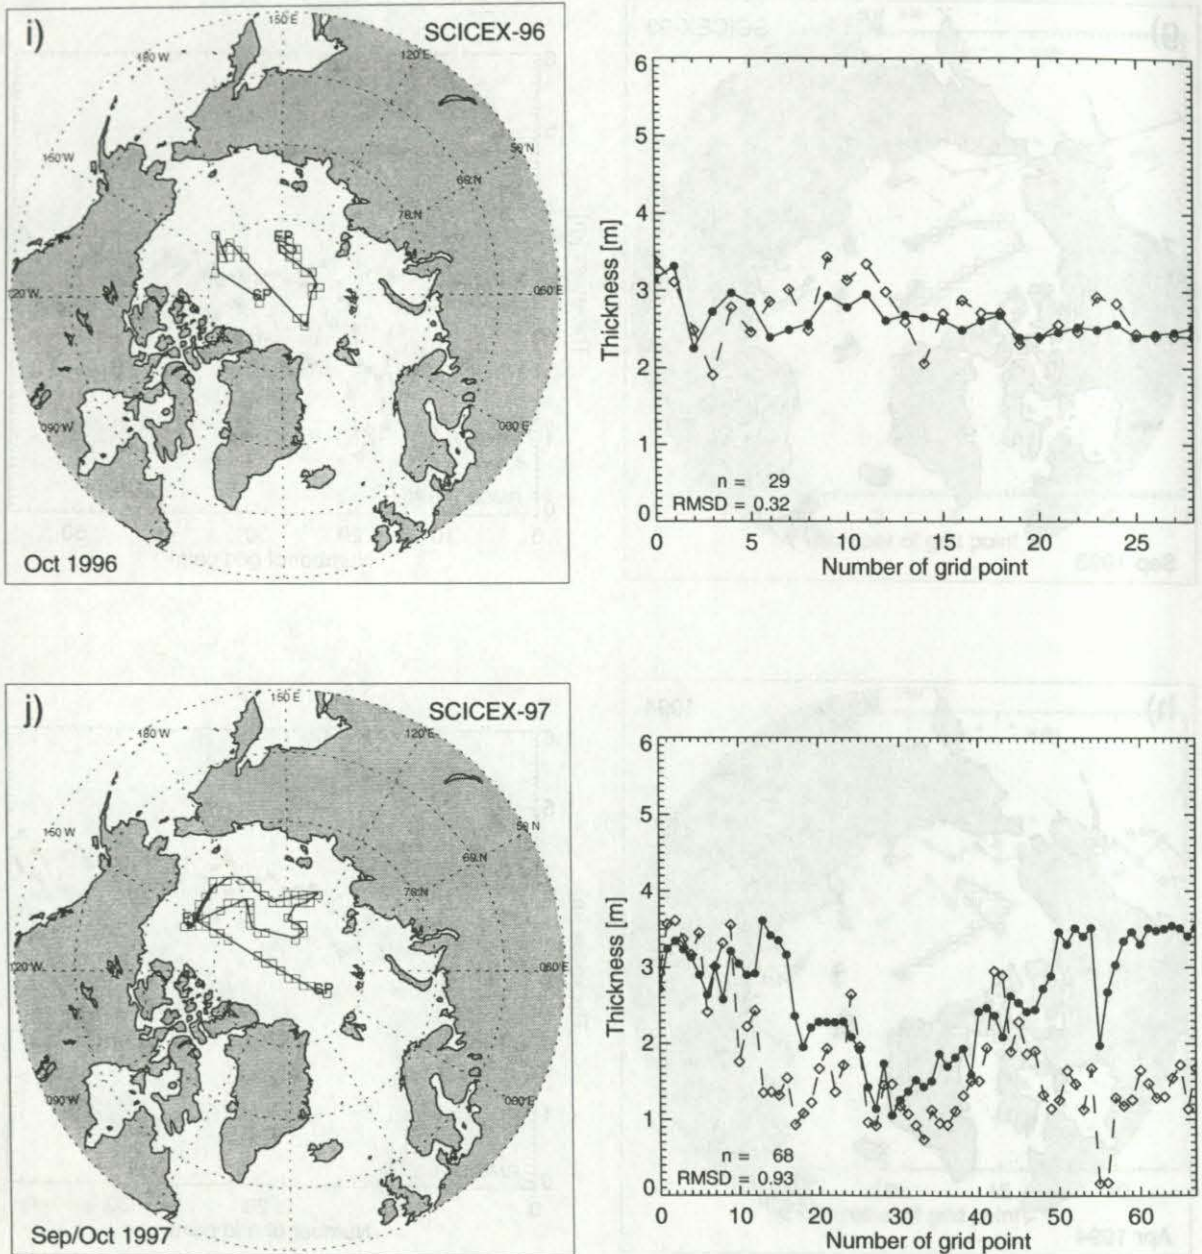 i)
SCICEX-96
150 E
180 W
120 E
150 W
50 N
60 N
70 N
EP
SP
120 W
060 E
090 W
000 E
Oct 1996
6
5
4
3
2
1
0
Thickness [m]
n = 29
RMSD = 0.32
0 5 10 15 20 25
Number of grid point
j)
SCICEX-97
150 E
180 W
120 E
150 W
50 N
60 N
70 N
SP
120 W
060 E
090 W
Sep/Oct 1997
6
5
4
3
2
1
0
Thickness [m]
n = 68
RMSD = 0.93
0 10 20 30 40 50 60
Number of grid point